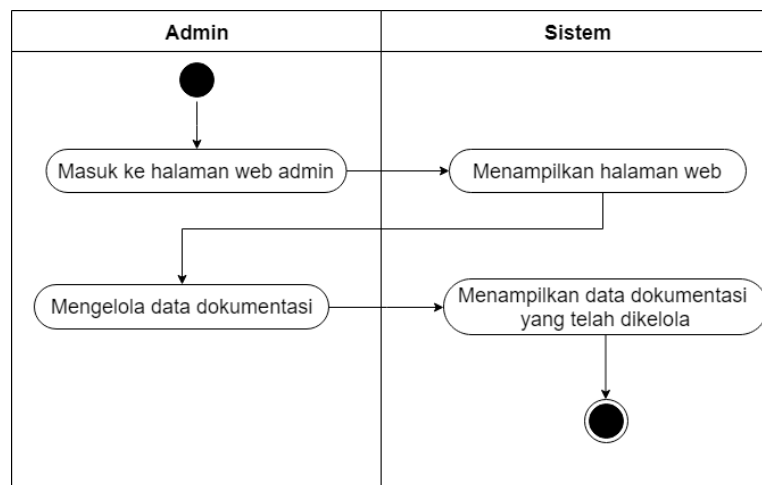 Admin
Sistem
Masuk ke halaman web admin
Menampilkan halaman web
Mengelola data dokumentasi
Menampilkan data dokumentasi
yang telah dikelola